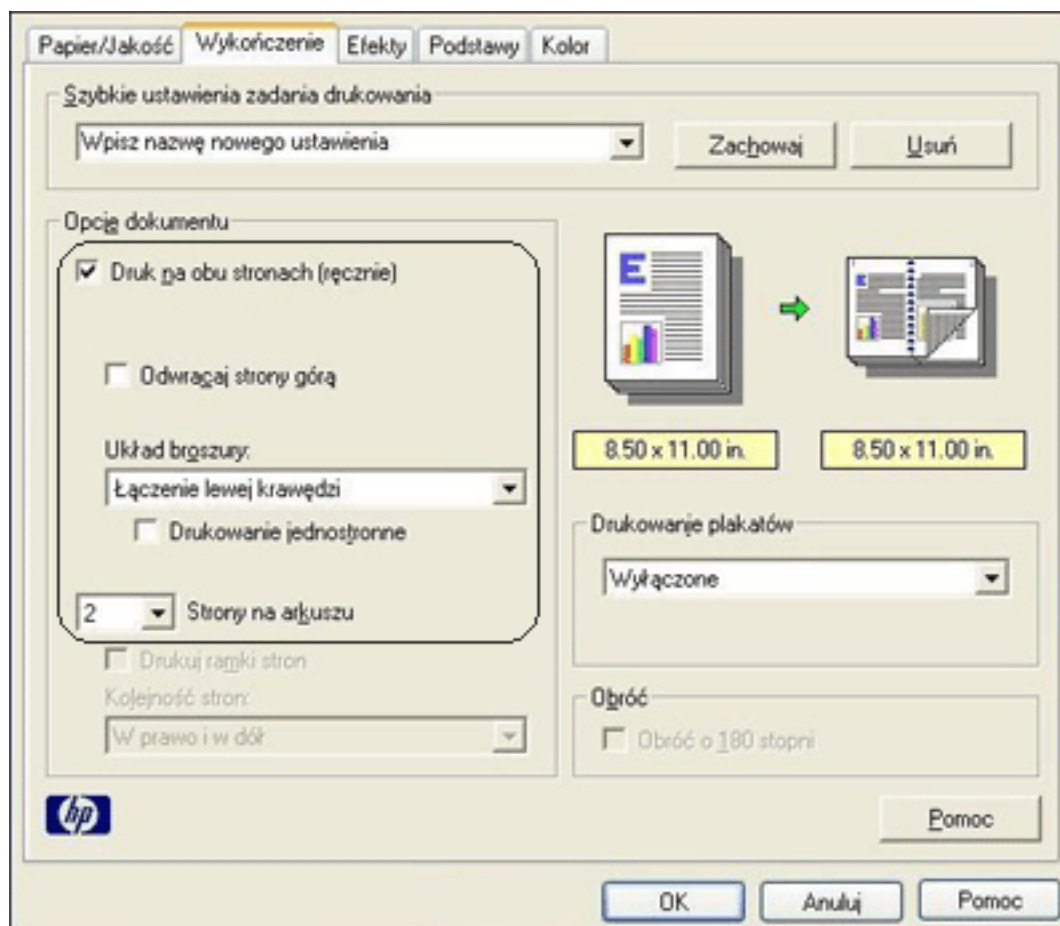 Papier/Jakość Wykończenie Efekty Podstawy Kolor
Szybkie ustawienia zadania drukowania
Wpisz nazwę nowego ustawienia Zachowaj Usuń
Opcje dokumentu
Druk na obu stronach (ręcznie)
Odwracaj strony górą
Układ broszury:
Łączenie lewej krawędzi
Drukowanie jednostronne
2 Strony na arkuszu
Drukuj ramki stron
Kolejność stron:
W prawo i w dół
E
E
8.50 x 11.00 in.
8.50 x 11.00 in.
Drukowanie plakatów
Wyłączone
Obróć
Obróć o 180 stopni
hp
Pomoc
OK Anuluj Pomoc